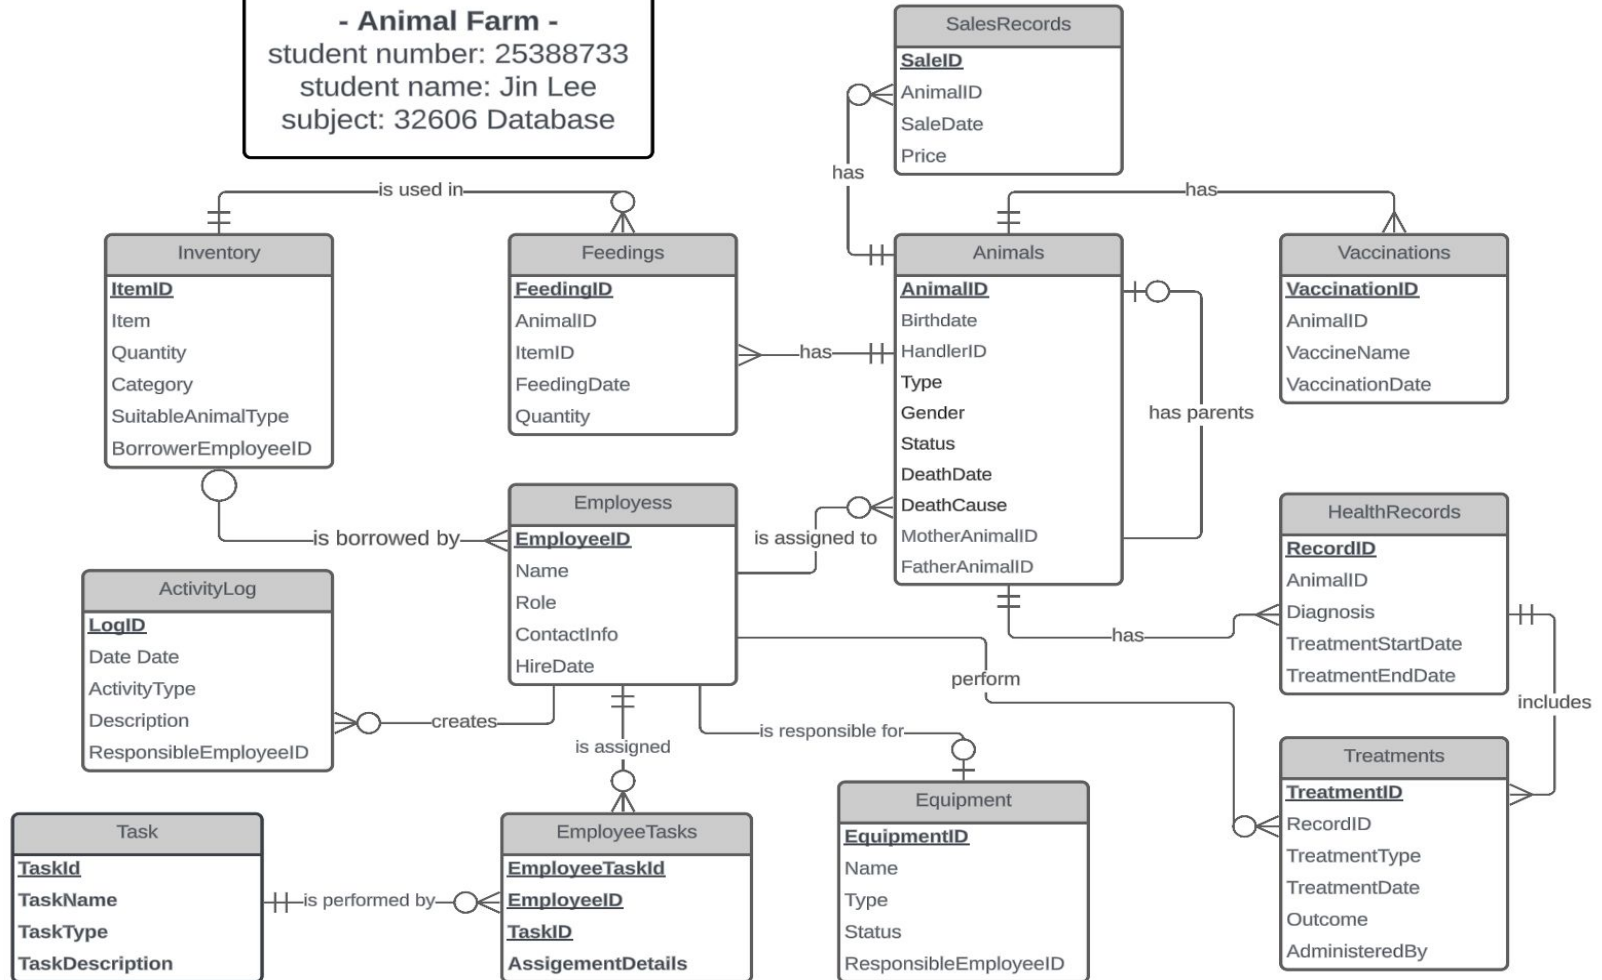 - Animal Farm -
student number: 25388733
student name: Jin Lee
subject: 32606 Database
SalesRecords
SaleID
AnimalID
SaleDate
Price
has
is used in
has
Inventory
ItemID
Item
Quantity
Category
SuitableAnimalType
BorrowerEmployeeID
Feedings
FeedingID
AnimalID
ItemID
FeedingDate
Quantity
has
Animals
AnimalID
Birthdate
HandlerID
Type
Gender
Status
DeathDate
DeathCause
MotherAnimalID
FatherAnimalID
has parents
Vaccinations
VaccinationID
AnimalID
VaccineName
VaccinationDate
is borrowed by
Employess
EmployeeID
Name
Role
ContactInfo
HireDate
is assigned to
HealthRecords
RecordID
AnimalID
Diagnosis
TreatmentStartDate
TreatmentEndDate
has
includes
perform
ActivityLog
LogID
Date Date
ActivityType
Description
ResponsibleEmployeeID
creates
is assigned
is responsible for
Treatments
TreatmentID
RecordID
TreatmentType
TreatmentDate
Outcome
AdministeredBy
Task
TaskId
TaskName
TaskType
TaskDescription
is performed by
EmployeeTasks
EmployeeTaskId
EmployeeID
TaskID
AssigementDetails
Equipment
EquipmentID
Name
Type
Status
ResponsibleEmployeeID